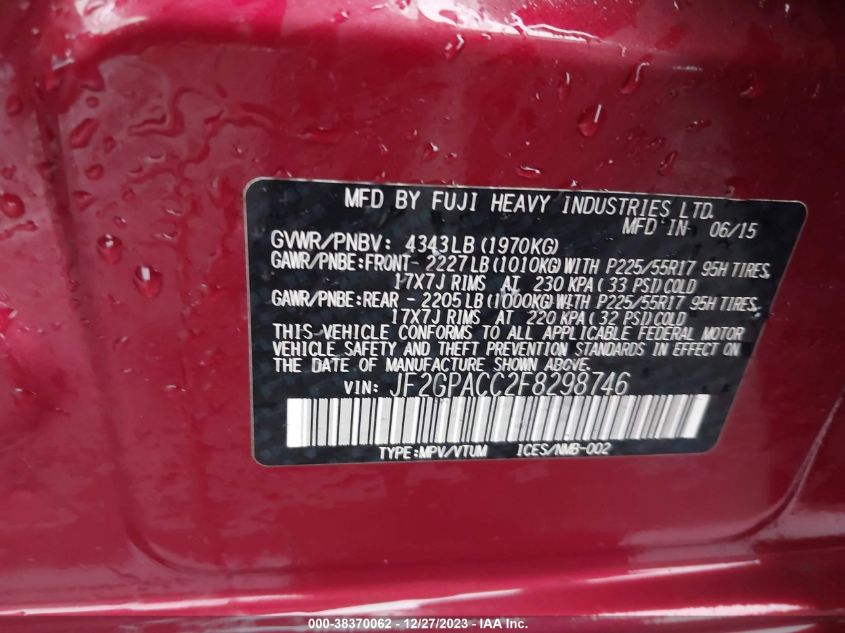 MFD BY FUJI HEAVY INDUSTRIES LTD.
MFD IN 06/15
GVWR/PNBV: 4343LB (1970KG)
GAWR/PNBE:FRONT- 2227LB (1010KG) WITH P225/55R17 95H TIRES,
17X7J RIMS AT 230 KPA ( 33 PSI) COLD
GAWR/PNBE:REAR - 2205LB (1000KG) WITH P225/55R17 95H TIRES,
17X7J RIMS AT 220 KPA ( 32 PSI) COLD
THIS VEHICLE CONFORMS TO ALL APPLICABLE FEDERAL MOTOR
VEHICLE SAFETY AND THEFT PREVENTION STANDARDS IN EFFECT ON
THE DATE OF MANUFACTURE SHOWN ABOVE.
VIN: JF2GPACC2F8298746
TYPE:MPV/VTUM ICES/NMB-002
000-38370062 - 12/27/2023 - IAAI.com